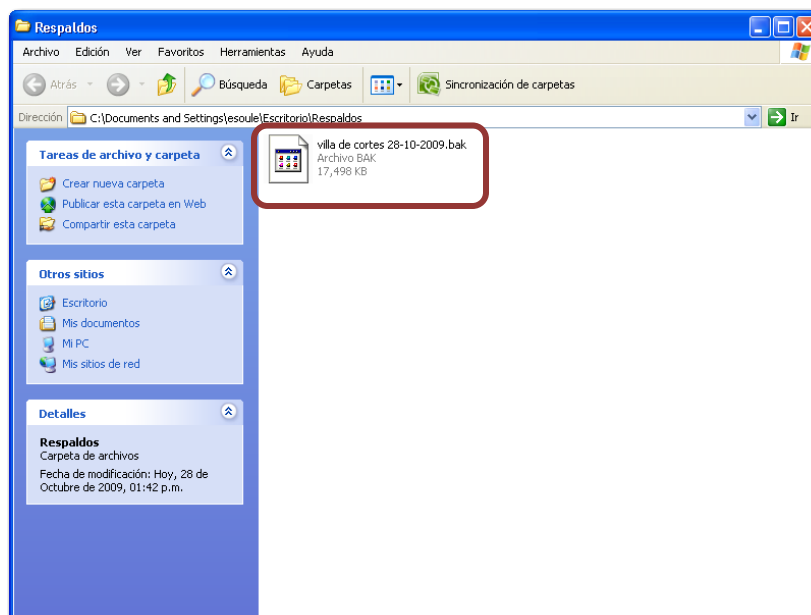 Respaldos
Archivo Edición Ver Favoritos Herramientas Ayuda
Atrás Búsqueda Carpetas Sincronización de carpetas
Dirección C:\Documents and Settings\esoule\Escritorio\Respaldos Ir
Tareas de archivo y carpeta
Crear nueva carpeta
Publicar esta carpeta en Web
Compartir esta carpeta
Otros sitios
Escritorio
Mis documentos
Mi PC
Mis sitios de red
Detalles
Respaldos
Carpeta de archivos
Fecha de modificación: Hoy, 28 de
Octubre de 2009, 01:42 p.m.
villa de cortes 28-10-2009.bak
Archivo BAK
17,498 KB